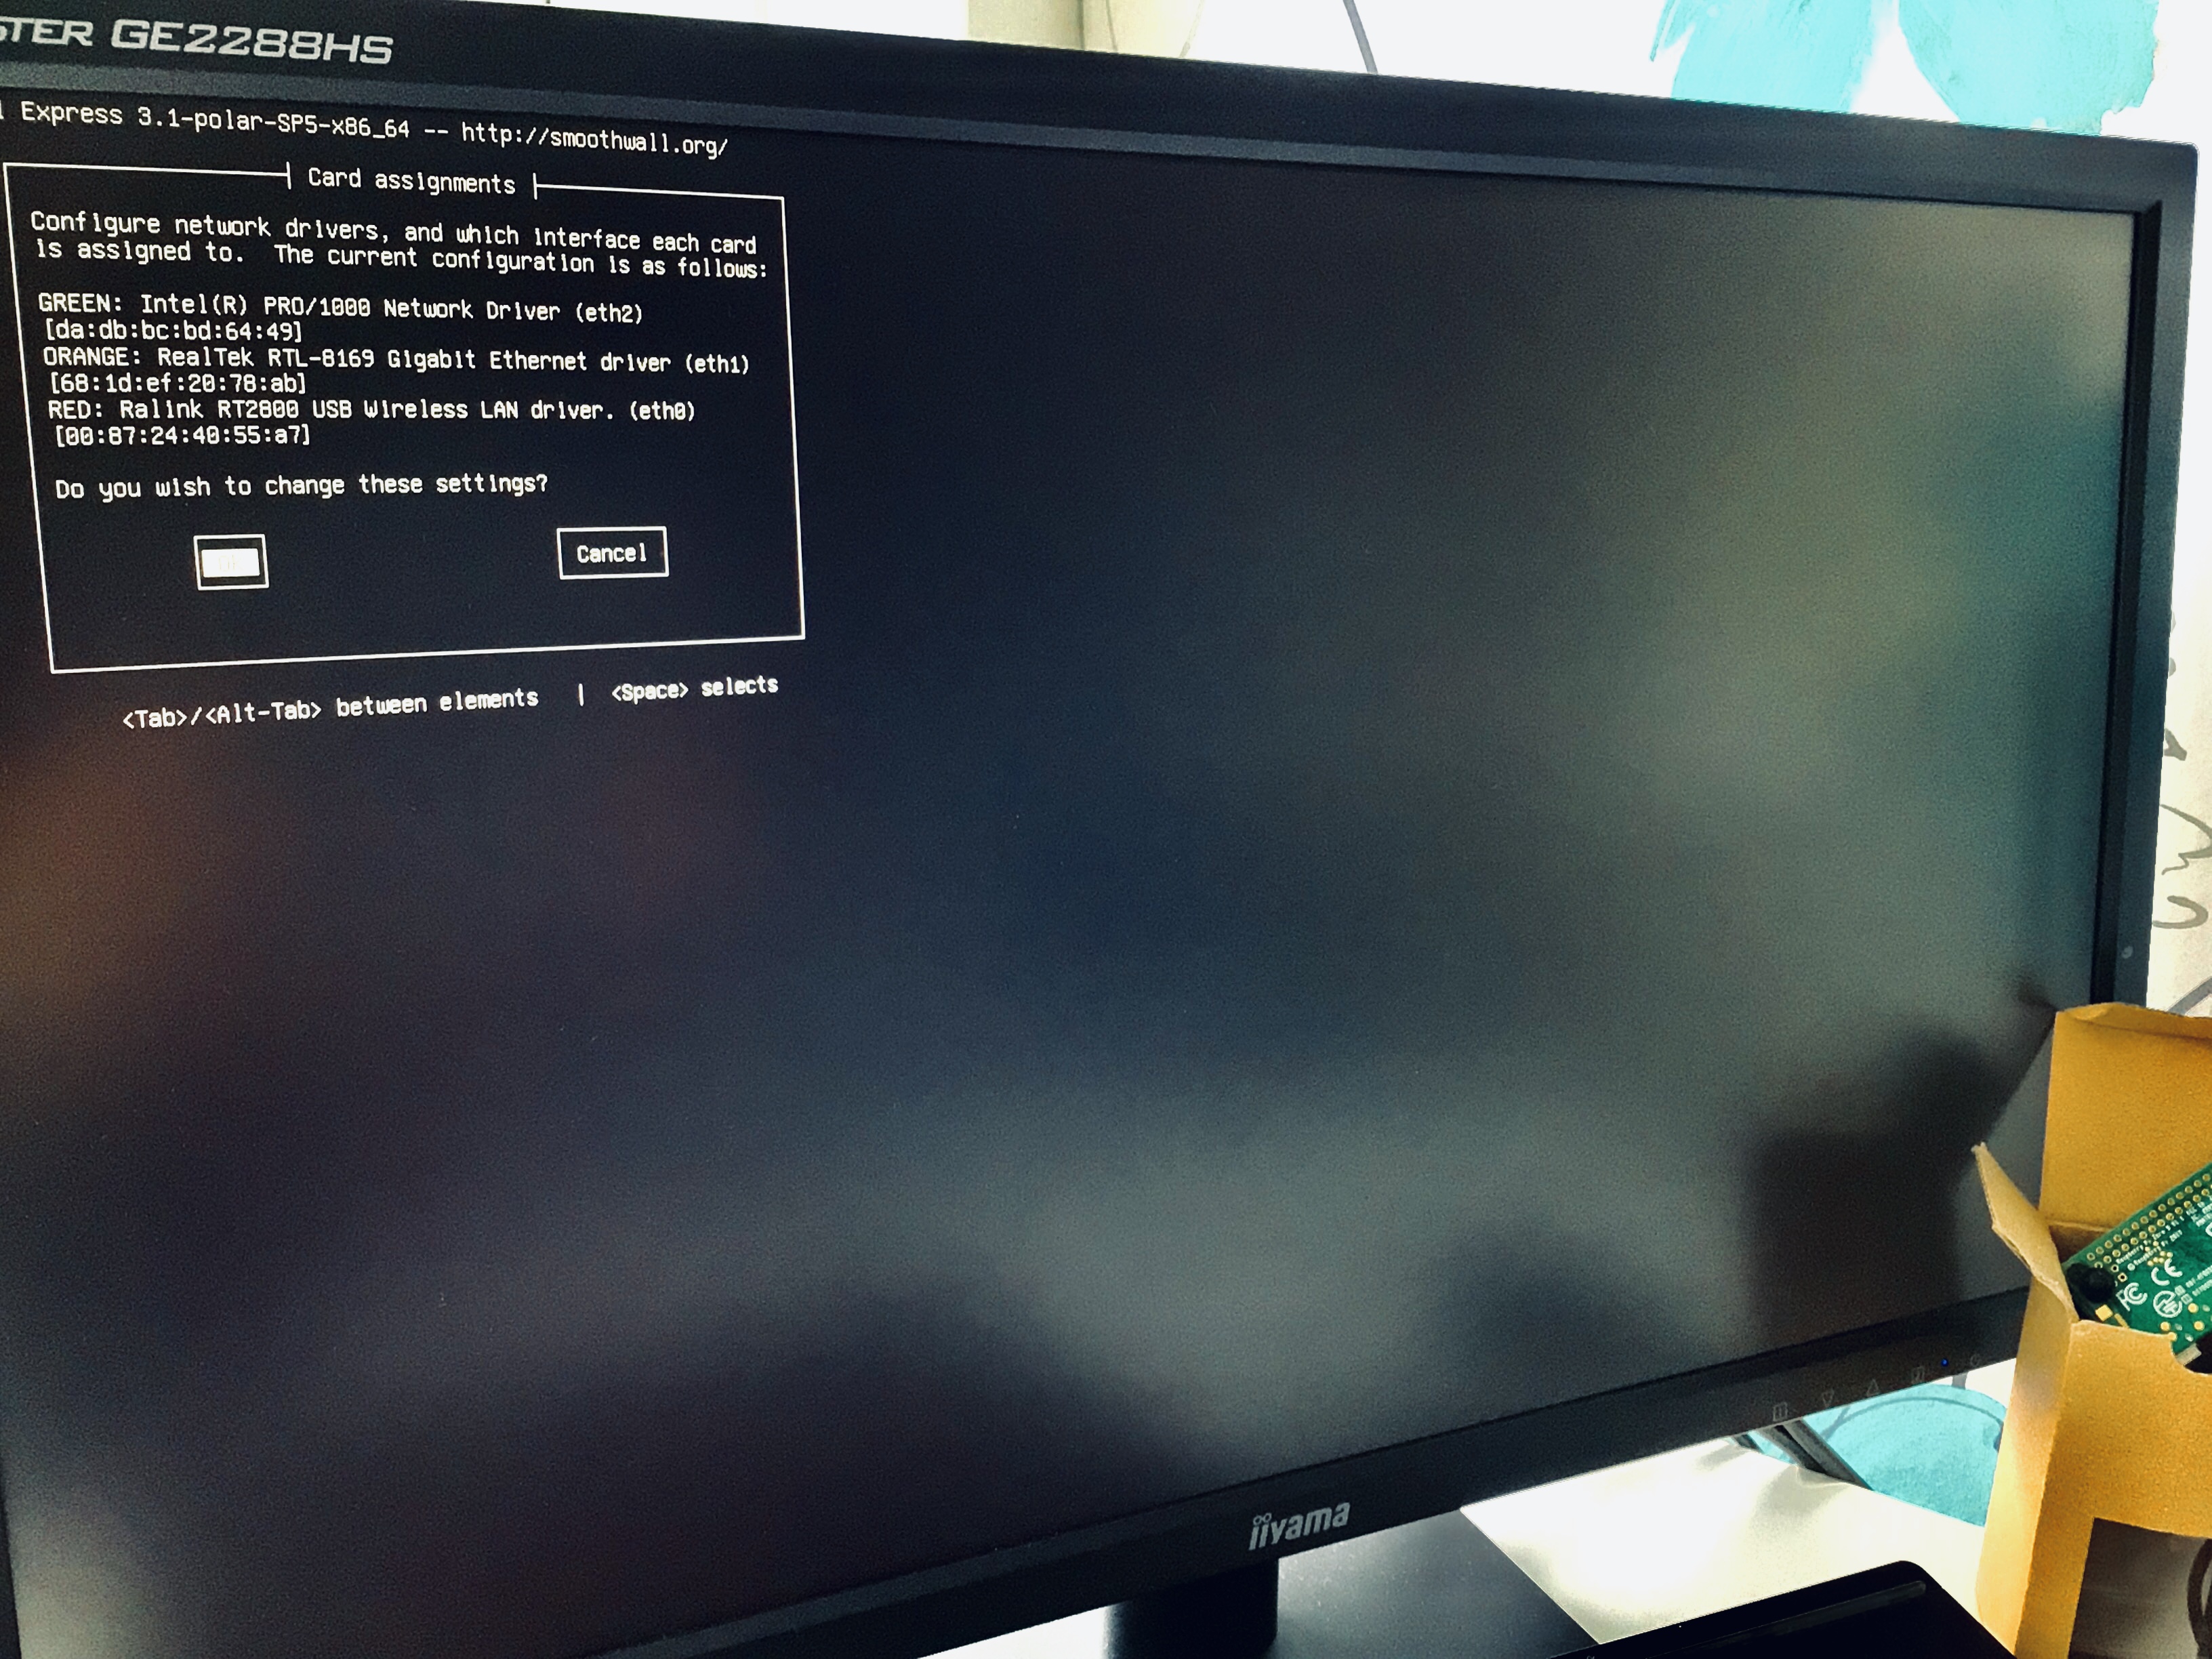 GE2288HS
Express 3.1-polar-SP5-x86_64 -- http://smoothwall.org/
Card assignments
Configure network drivers, and which interface each card
is assigned to. The current configuration is as follows:
GREEN: Intel(R) PRO/1000 Network Driver (eth2)
[da:db:bc:bd:64:49]
ORANGE: RealTek RTL-8169 Gigabit Ethernet driver (eth1)
[68:1d:ef:20:78:ab]
RED: Ralink RT2800 USB Wireless LAN driver. (eth0)
[00:87:24:40:55:a7]
Do you wish to change these settings?
Cancel
<Tab>/<Alt-Tab> between elements | <Space> selects
iiyama
FC CE